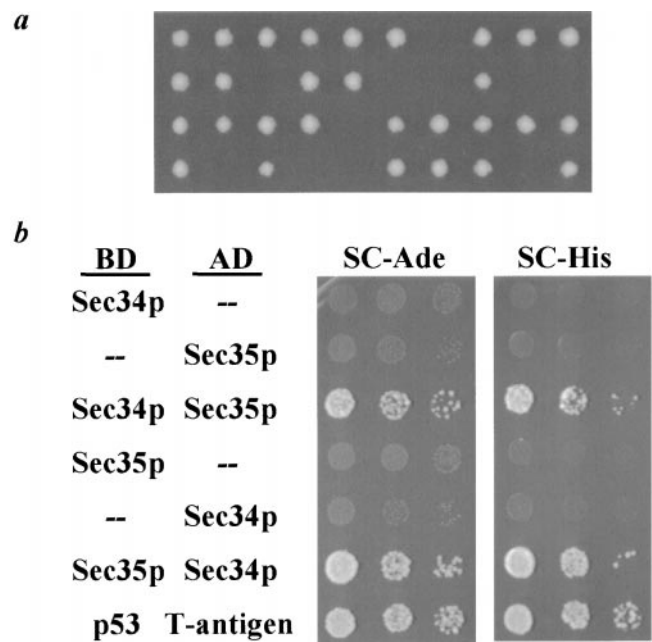 a
b
BD AD SC-Ade SC-His
Sec34p --
-- Sec35p
Sec34p Sec35p
Sec35p --
-- Sec34p
Sec35p Sec34p
p53 T-antigen